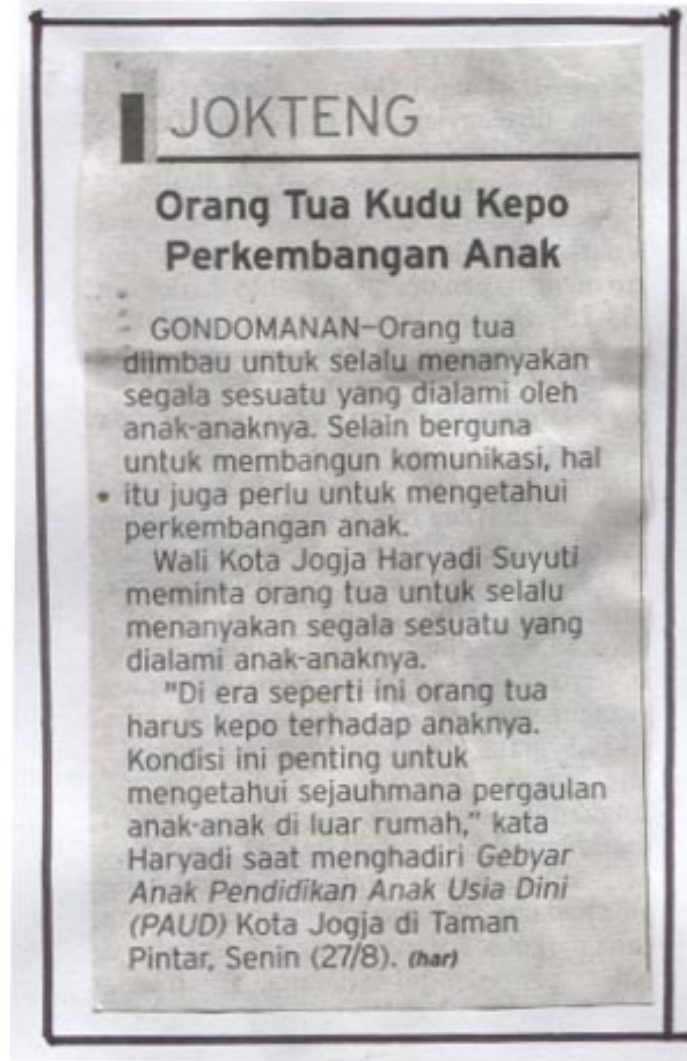 JOKTENG
Orang Tua Kudu Kepo
Perkembangan Anak
GONDOMANAN–Orang tua
diimbau untuk selalu menanyakan
segala sesuatu yang dialami oleh
anak-anaknya. Selain berguna
untuk membangun komunikasi, hal
itu juga perlu untuk mengetahui
perkembangan anak.
Wali Kota Jogja Haryadi Suyuti
meminta orang tua untuk selalu
menanyakan segala sesuatu yang
dialami anak-anaknya.
"Di era seperti ini orang tua
harus kepo terhadap anaknya.
Kondisi ini penting untuk
mengetahui sejauhmana pergaulan
anak-anak di luar rumah," kata
Haryadi saat menghadiri Gebyar
Anak Pendidikan Anak Usia Dini
(PAUD) Kota Jogja di Taman
Pintar, Senin (27/8). (har)